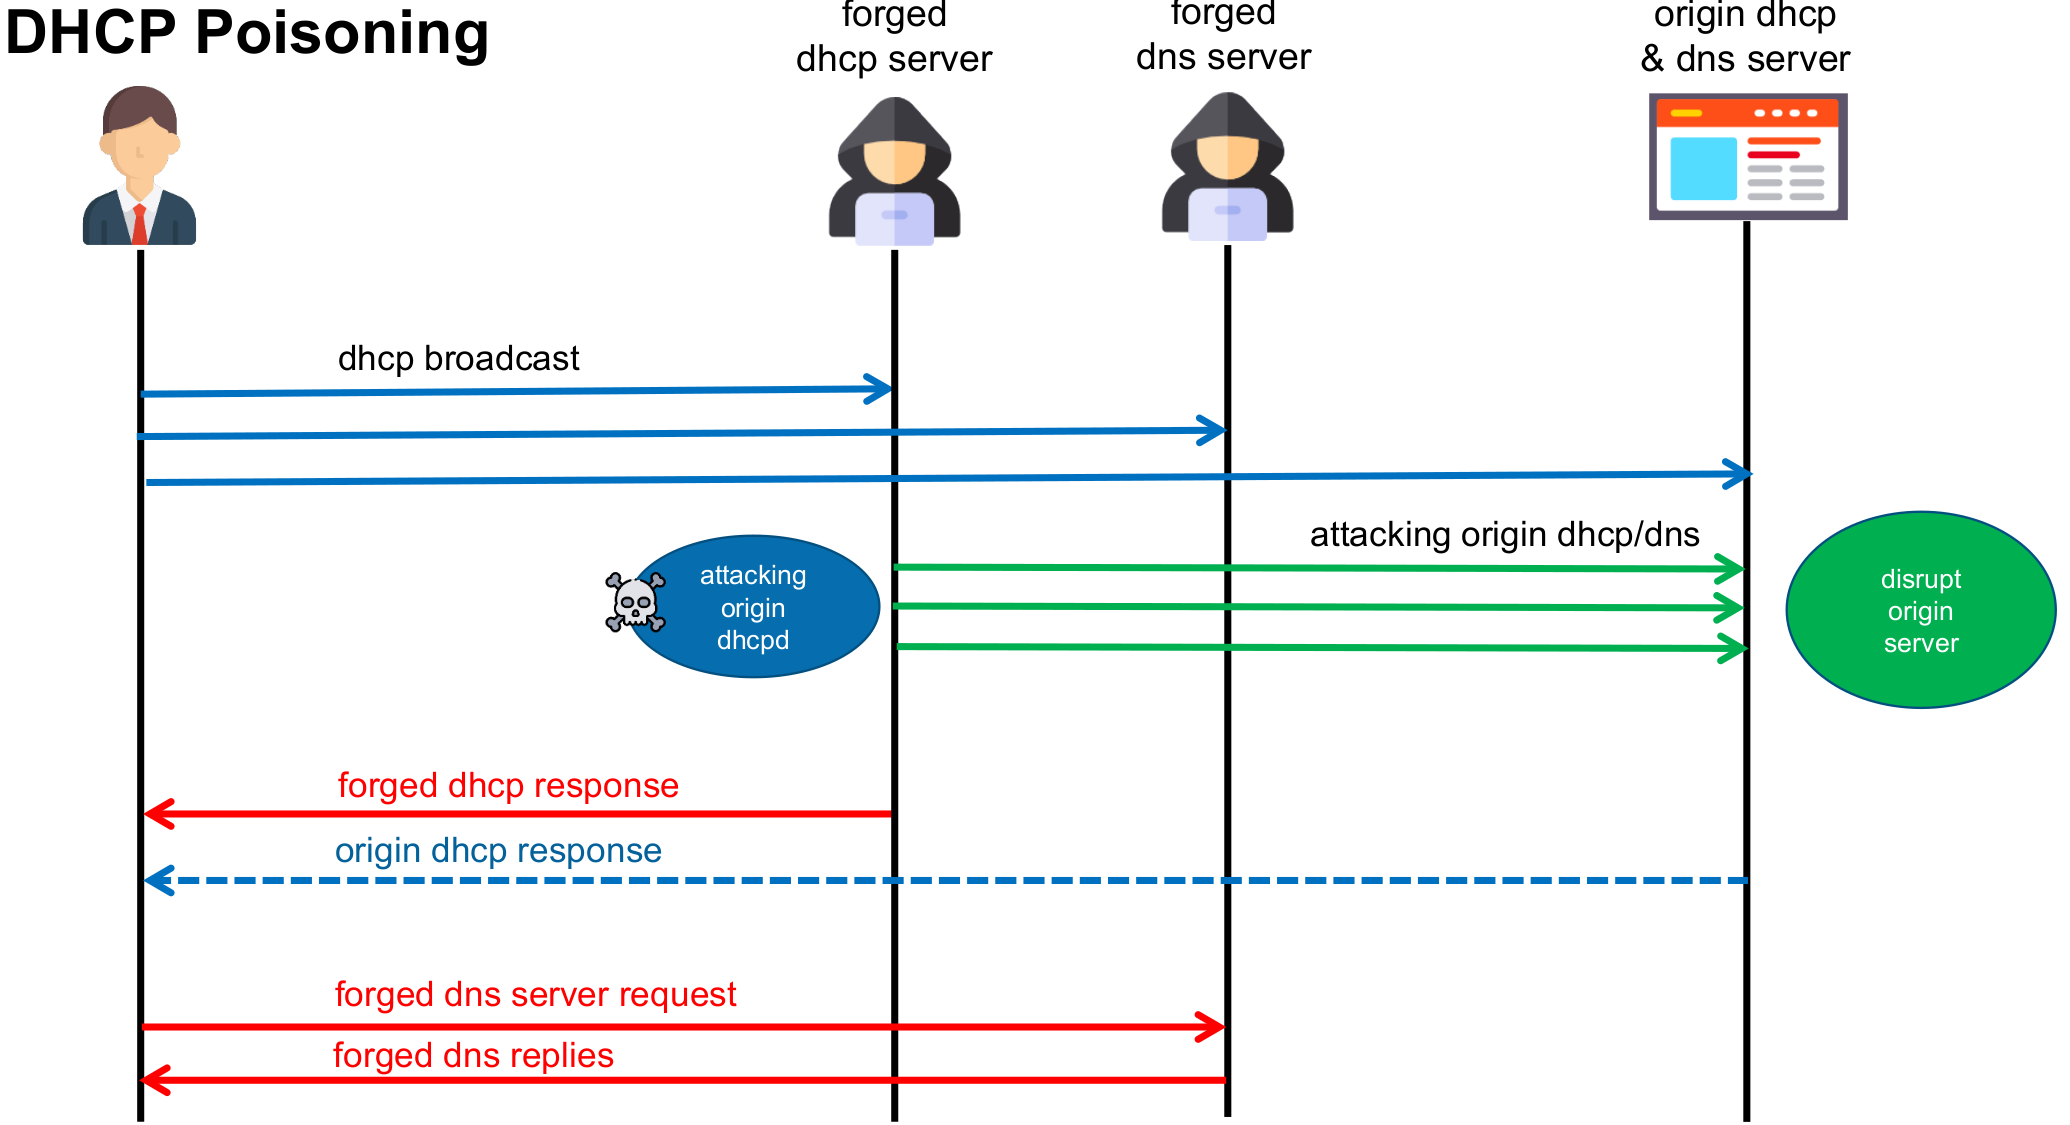 DHCP Poisoning
forged
dhcp server
forged
dns server
origin dhcp
& dns server
dhcp broadcast
attacking origin dhcp/dns
attacking
origin
dhcpd
disrupt
origin
server
forged dhcp response
origin dhcp response
forged dns server request
forged dns replies